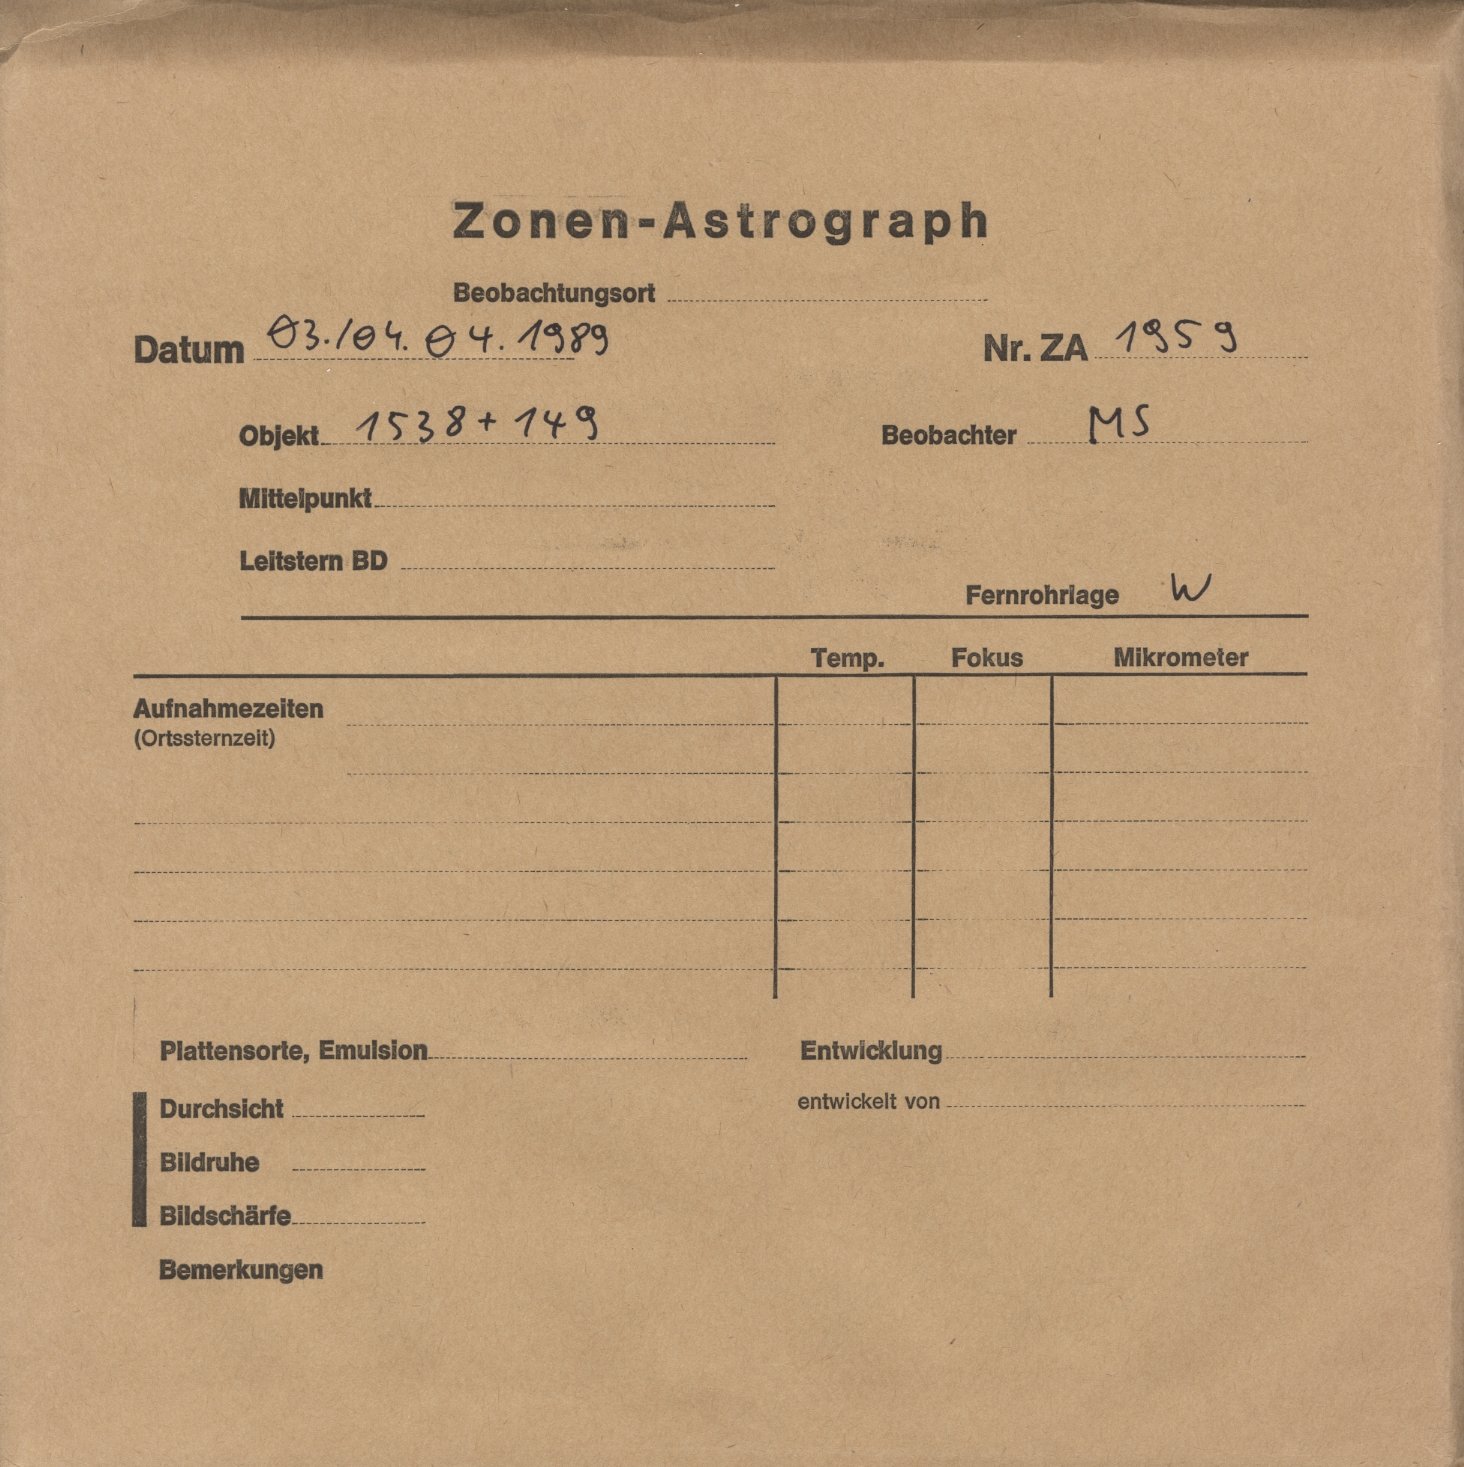 Zonen-Astrograph
Beobachtungsort
Datum 03./04. 04. 1989 Nr. ZA 1959
Objekt 1538 + 149 Beobachter MS
Mittelpunkt
Leitstern BD
Fernrohrlage W
Temp. Fokus Mikrometer
Aufnahmezeiten
(Ortssternzeit)
Plattensorte, Emulsion Entwicklung
Durchsicht entwickelt von
Bildruhe
Bildschärfe
Bemerkungen